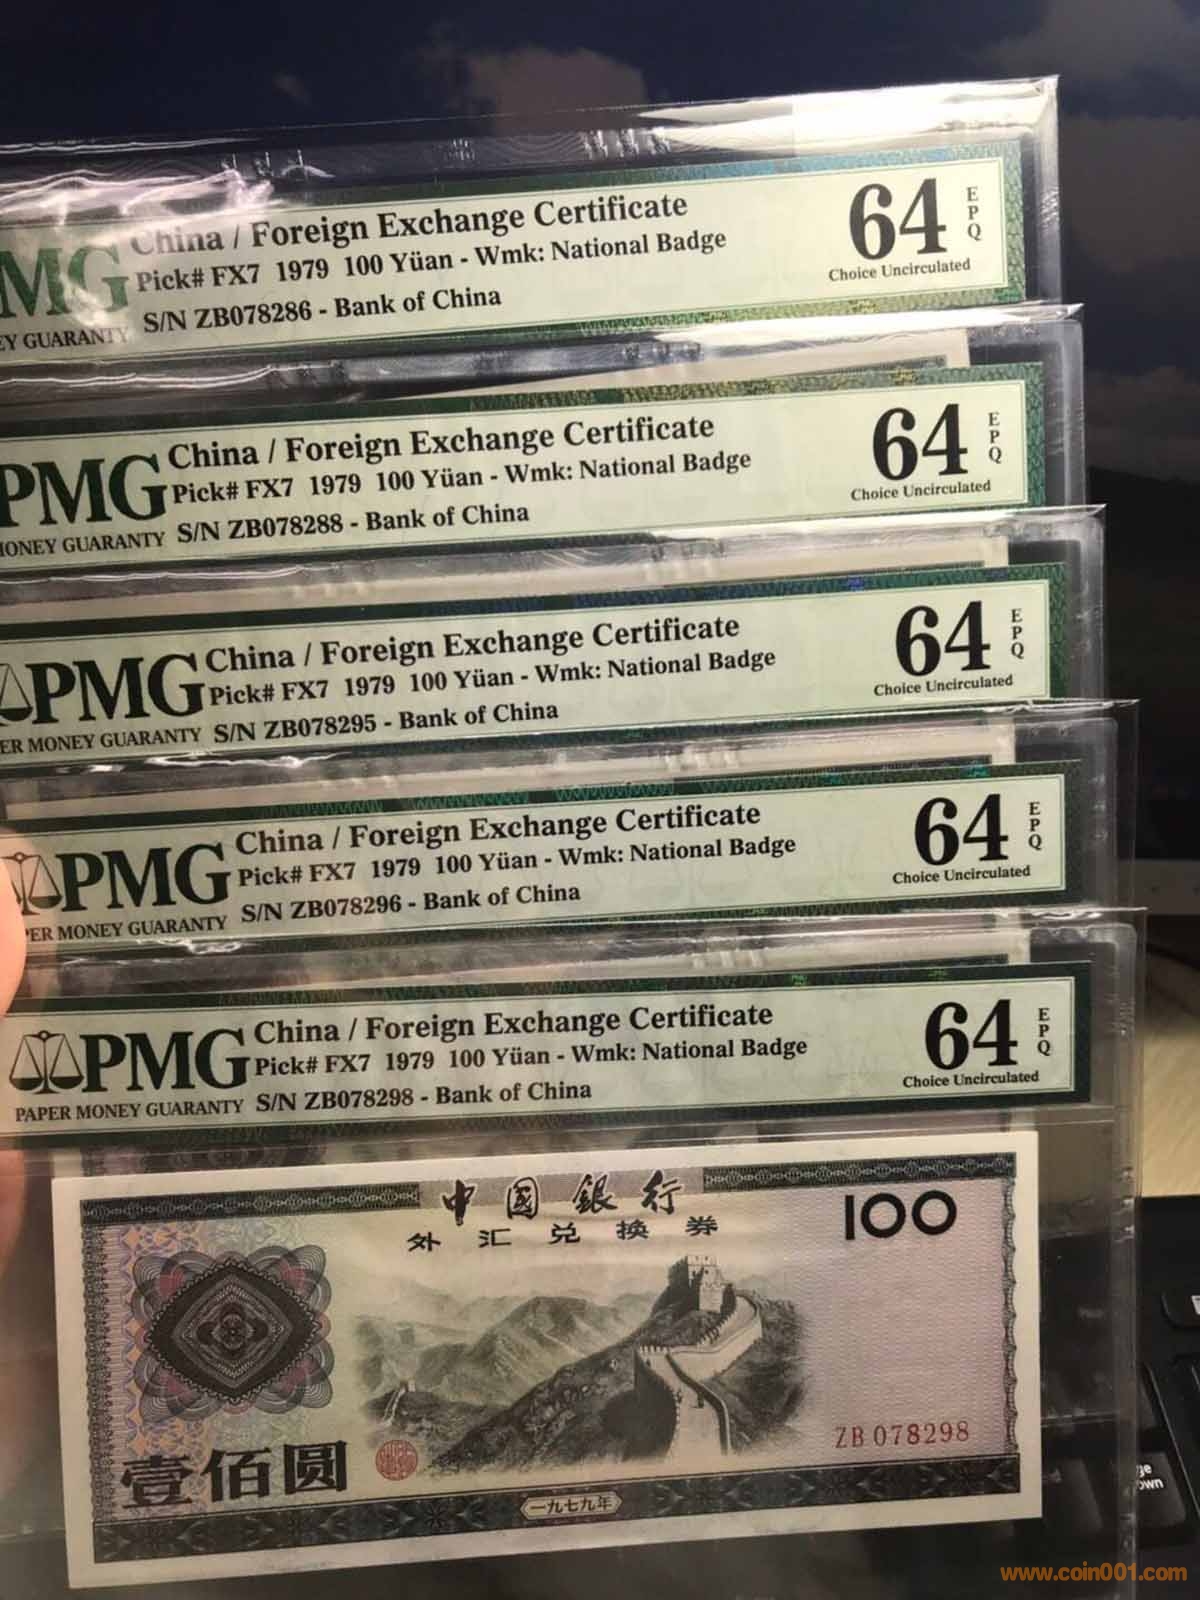 MG
China / Foreign Exchange Certificate
Pick# FX7 1979 100 Yüan - Wmk: National Badge
S/N ZB078286 - Bank of China
EY GUARANTY
64
EPQ
Choice Uncirculated
PMG
China / Foreign Exchange Certificate
Pick# FX7 1979 100 Yüan - Wmk: National Badge
S/N ZB078288 - Bank of China
MONEY GUARANTY
64
EPQ
Choice Uncirculated
PMG
China / Foreign Exchange Certificate
Pick# FX7 1979 100 Yüan - Wmk: National Badge
S/N ZB078295 - Bank of China
ER MONEY GUARANTY
64
EPQ
Choice Uncirculated
PMG
China / Foreign Exchange Certificate
Pick# FX7 1979 100 Yüan - Wmk: National Badge
S/N ZB078296 - Bank of China
PER MONEY GUARANTY
64
EPQ
Choice Uncirculated
PMG
China / Foreign Exchange Certificate
Pick# FX7 1979 100 Yüan - Wmk: National Badge
S/N ZB078298 - Bank of China
PAPER MONEY GUARANTY
64
EPQ
Choice Uncirculated
中國銀行
外汇兑换券
100
ZB 078298
壹佰圆
一九七九年
www.coin001.com